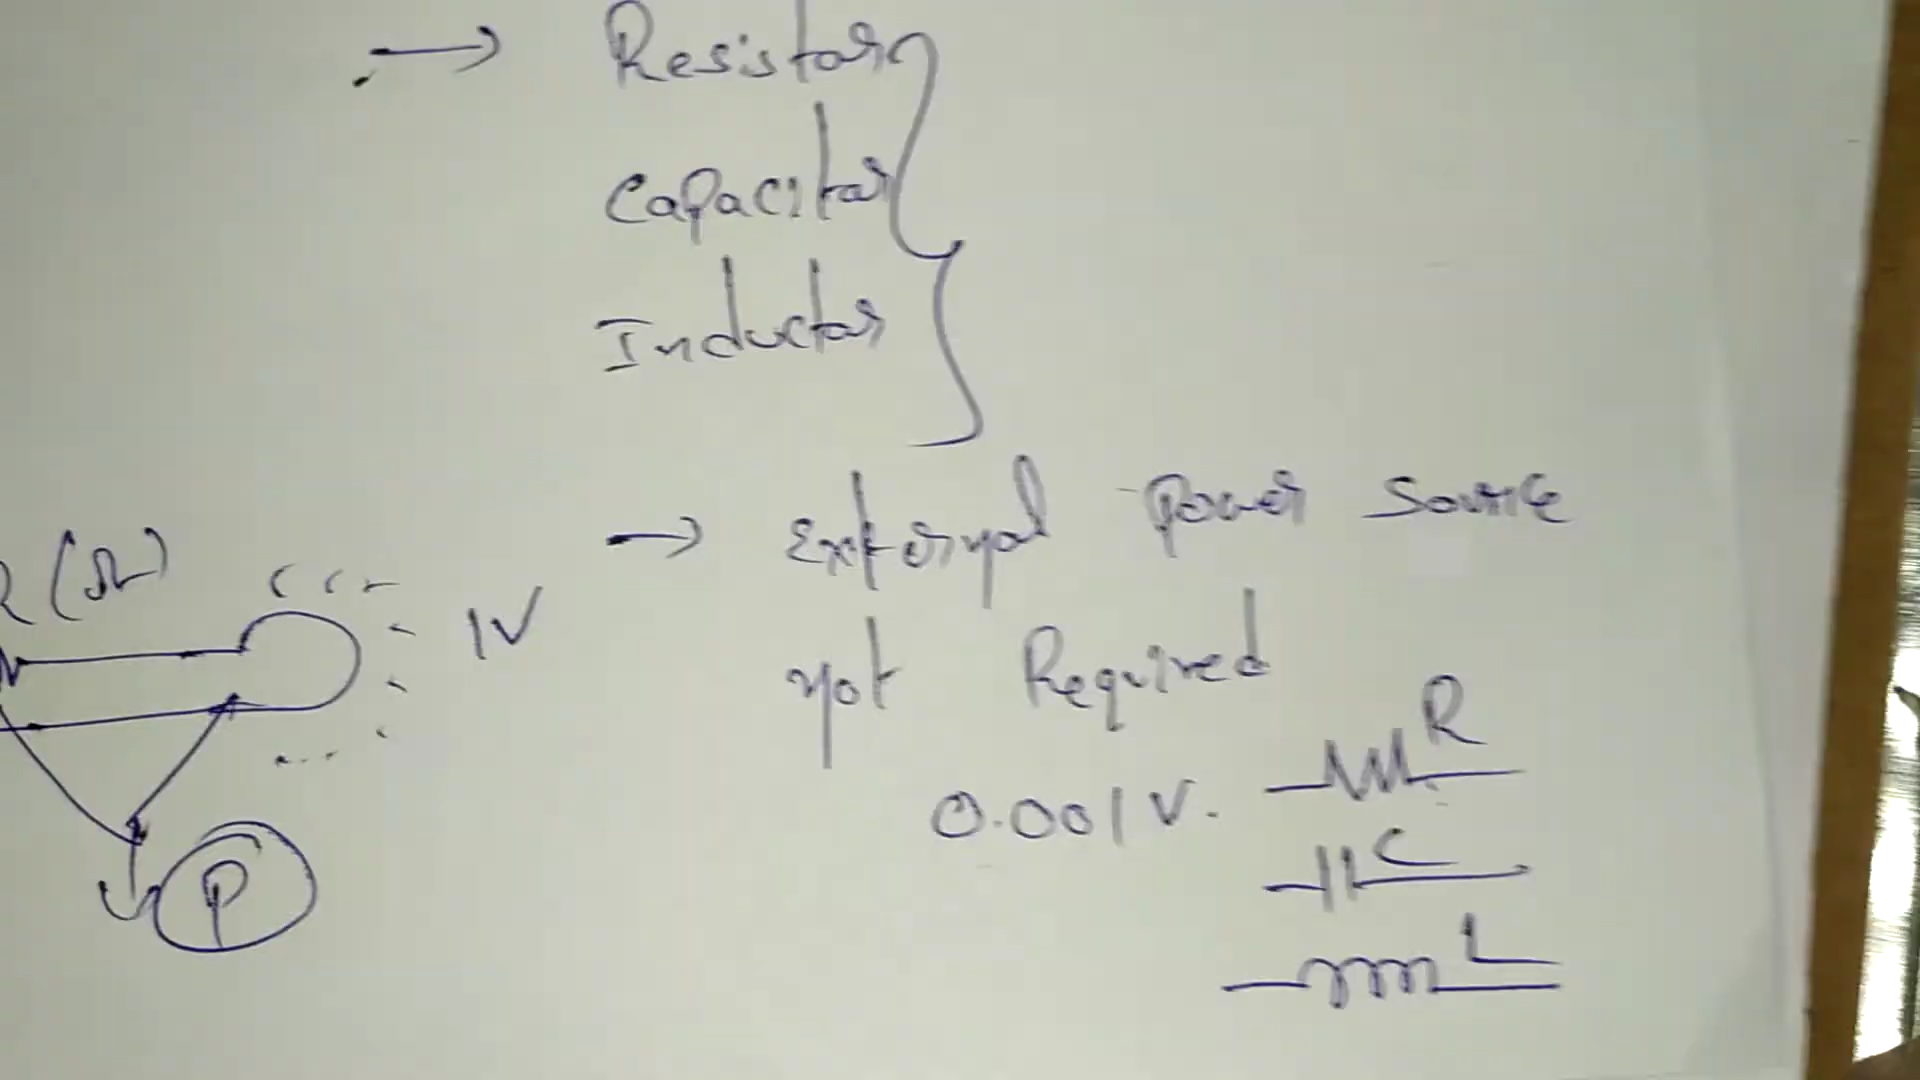 → Resistor
Capacitor
Inductor
→ External Power Source
not Required
R (Ω)
1V
0.001V.
R
C
L
P